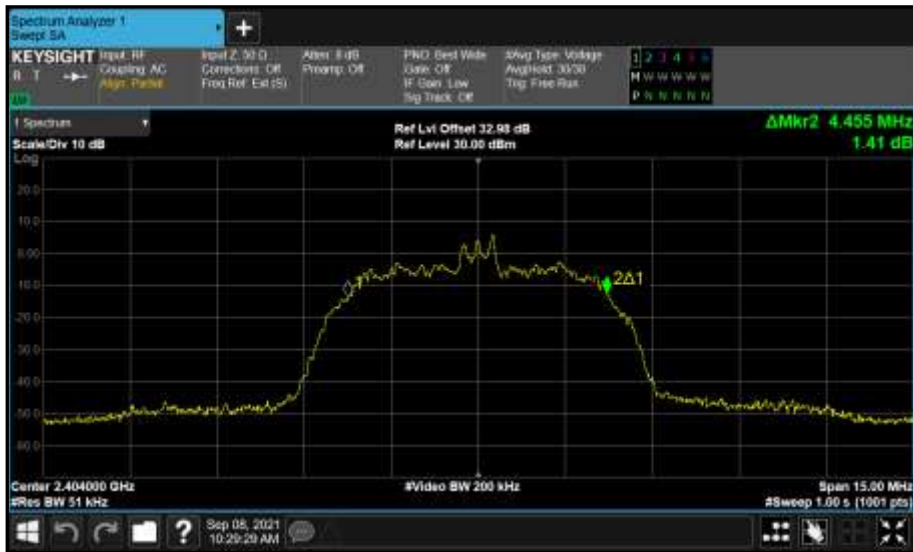 Spectrum Analyzer 1
Swept SA
+
KEYSIGHT
R T
Input: RF
Coupling: AC
Align: Partial
Input Z: 50 Ω
Corrections: Off
Freq Ref: Ext (S)
Atten: 8 dB
Preamp: Off
PNO: Best Wide
Gate: Off
IF Gain: Low
Sig Track: Off
#Avg Type: Voltage
Avg|Hold: 30/30
Trig: Free Run
1 2 3 4 5 6
M W W W W W
P N N N N N
1 Spectrum
Scale/Div 10 dB
Log
Ref Lvl Offset 32.98 dB
Ref Level 30.00 dBm
ΔMkr2 4.455 MHz
1.41 dB
20.0
10.0
0.00
-10.0
-20.0
-30.0
-40.0
-50.0
-60.0
2Δ1
Center 2.404000 GHz
#Res BW 51 kHz
#Video BW 200 kHz
Span 15.00 MHz
#Sweep 1.00 s (1001 pts)
?
Sep 08, 2021
10:29:29 AM